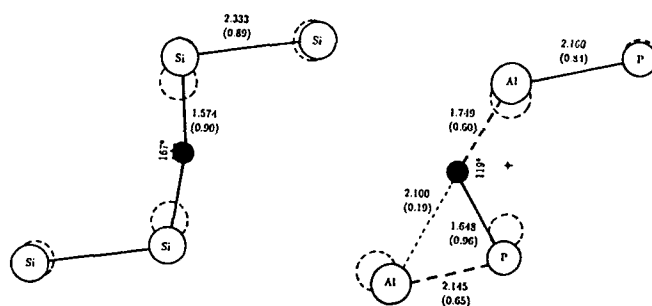 2.333
(0.89)
Si
Si
1.574
(0.90)
167°
Si
Si
2.100
(0.81)
P
Al
1.749
(0.60)
119°
2.100
(0.19)
1.648
(0.96)
P
Al
2.145
(0.65)